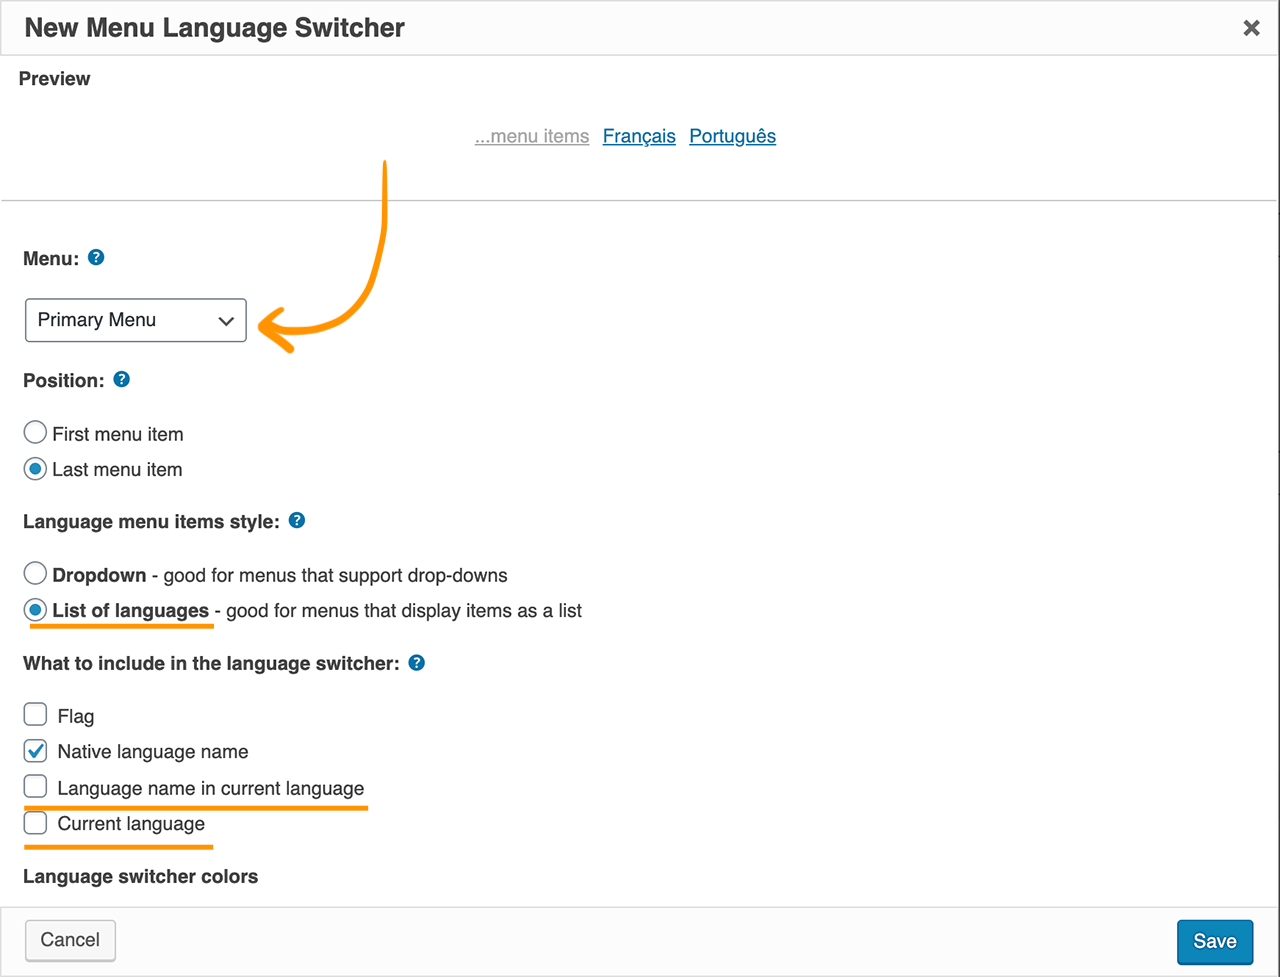 New Menu Language Switcher
Preview
...menu items Français Português
Menu:
Primary Menu
Position:
First menu item
Last menu item
Language menu items style:
Dropdown - good for menus that support drop-downs
List of languages - good for menus that display items as a list
What to include in the language switcher:
Flag
Native language name
Language name in current language
Current language
Language switcher colors
Cancel Save